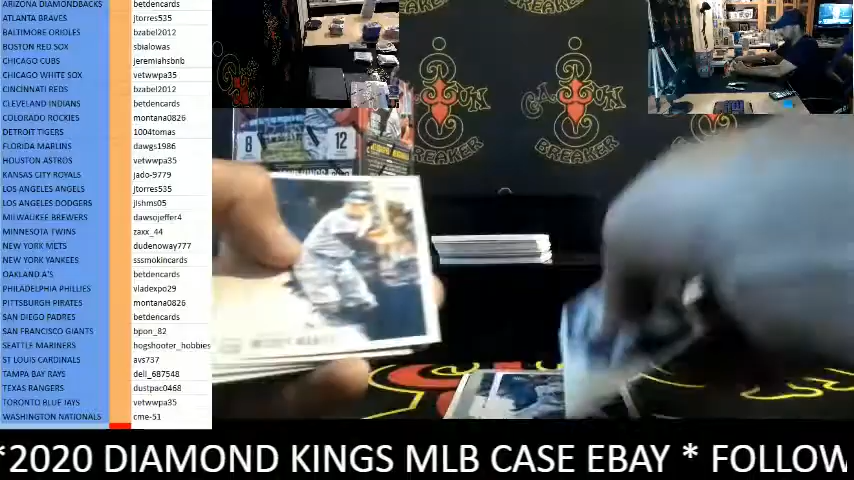 ARIZONA DIAMONDBACKS betdencards
ATLANTA BRAVES jtorres535
BALTIMORE ORIOLES bzabel2012
BOSTON RED SOX sbialowas
CHICAGO CUBS jeremiahsbnb
CHICAGO WHITE SOX vetwwpa35
CINCINNATI REDS bzabel2012
CLEVELAND INDIANS betdencards
COLORADO ROCKIES montana0826
DETROIT TIGERS 1004tomas
FLORIDA MARLINS dawgs1986
HOUSTON ASTROS vetwwpa35
KANSAS CITY ROYALS jado-9779
LOS ANGELES ANGELS jtorres535
LOS ANGELES DODGERS jlshms05
MILWAUKEE BREWERS dawsojeffer4
MINNESOTA TWINS zaxx_44
NEW YORK METS dudenoway777
NEW YORK YANKEES sssmokincards
OAKLAND A'S betdencards
PHILADELPHIA PHILLIES vladexpo29
PITTSBURGH PIRATES montana0826
SAN DIEGO PADRES betdencards
SAN FRANCISCO GIANTS bpon_82
SEATTLE MARINERS hogshooter_hobbies
ST LOUIS CARDINALS avs737
TAMPA BAY RAYS dell_687548
TEXAS RANGERS dustpac0468
TORONTO BLUE JAYS vetwwpa35
WASHINGTON NATIONALS cme-51
8 12
BREAKER
BREAKER
*2020 DIAMOND KINGS MLB CASE EBAY * FOLLOW